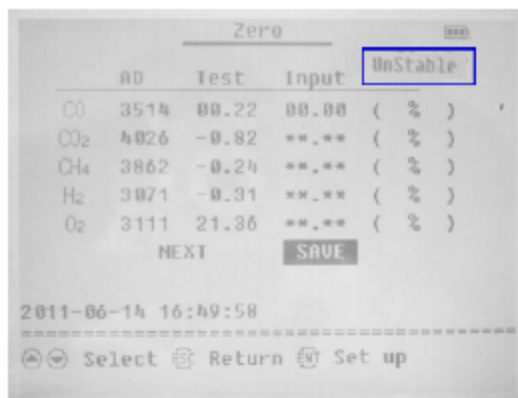 Zero
UnStable
AD Test Input
CO 3514 00.22 00.00 ( % )
CO2 4026 -0.82 **.** ( % )
CH4 3862 -0.24 **.** ( % )
H2 3071 -0.31 **.** ( % )
O2 3111 21.36 **.** ( % )
NEXT SAVE
2011-06-14 16:49:58
Select ESC Return ENT Set up